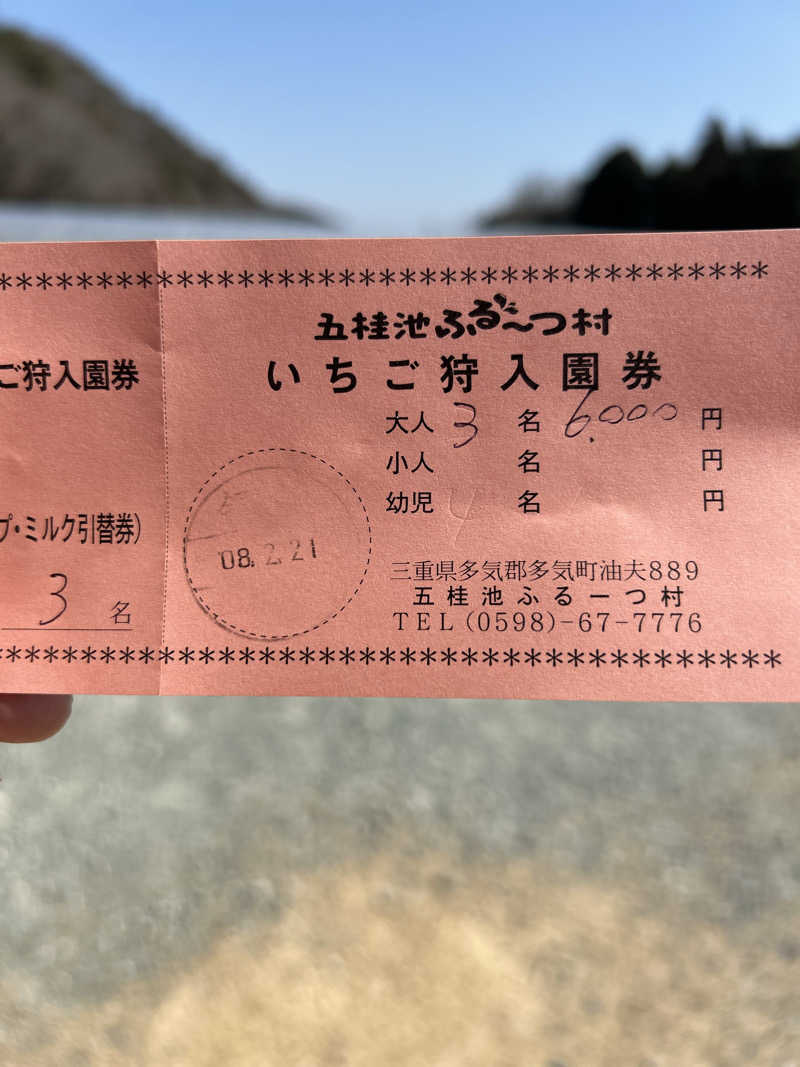 ************************************
五桂池ふる～つ村
ご狩入園券
いちご狩入園券
大人 3 名 6,000 円
小人 名 円
幼児 名 円
プ・ミルク引替券)
08.2.21
3 名
三重県多気郡多気町油夫889
五桂池ふるーつ村
TEL(0598)-67-7776
************************************